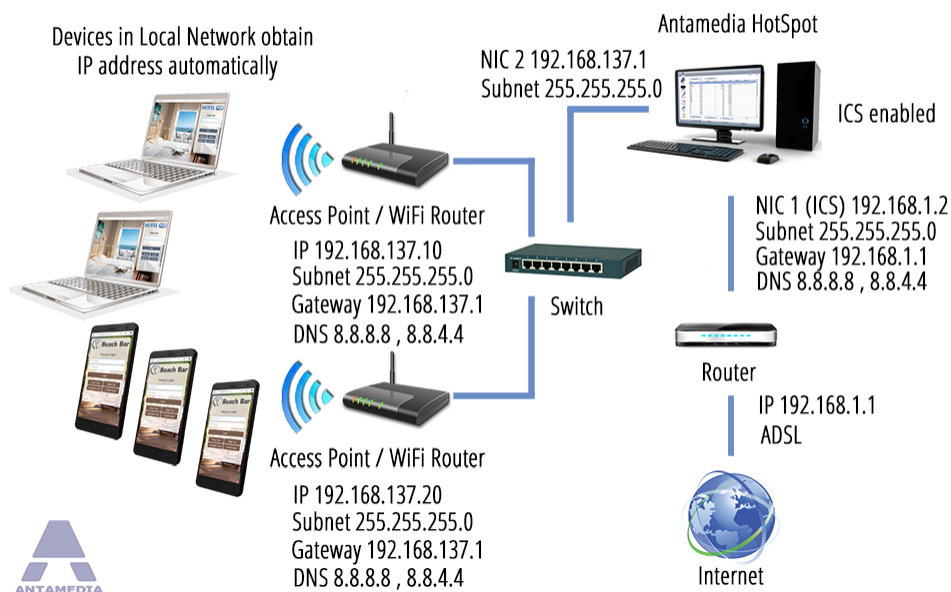 Devices in Local Network obtain
IP address automatically
Antamedia HotSpot
NIC 2 192.168.137.1
Subnet 255.255.255.0
ICS enabled
Access Point / WiFi Router
IP 192.168.137.10
Subnet 255.255.255.0
Gateway 192.168.137.1
DNS 8.8.8.8 , 8.8.4.4
Switch
NIC 1 (ICS) 192.168.1.2
Subnet 255.255.255.0
Gateway 192.168.1.1
DNS 8.8.8.8 , 8.8.4.4
Router
IP 192.168.1.1
ADSL
Beach Bar
Beach Bar
Beach Bar
Access Point / WiFi Router
IP 192.168.137.20
Subnet 255.255.255.0
Gateway 192.168.137.1
DNS 8.8.8.8 , 8.8.4.4
Internet
ANTAMEDIA